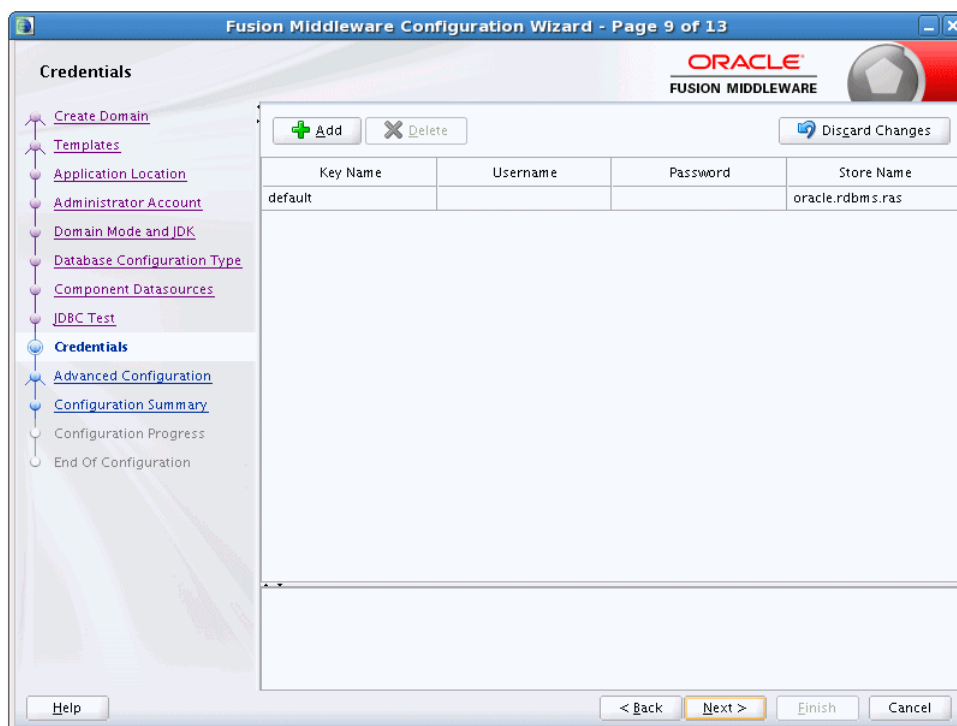 Fusion Middleware Configuration Wizard - Page 9 of 13
Credentials
ORACLE
FUSION MIDDLEWARE
Create Domain
Templates
Application Location
Administrator Account
Domain Mode and JDK
Database Configuration Type
Component Datasources
JDBC Test
Credentials
Advanced Configuration
Configuration Summary
Configuration Progress
End Of Configuration
Add Delete Discard Changes
Key Name Username Password Store Name
default oracle.rdbms.ras
Help < Back Next > Finish Cancel